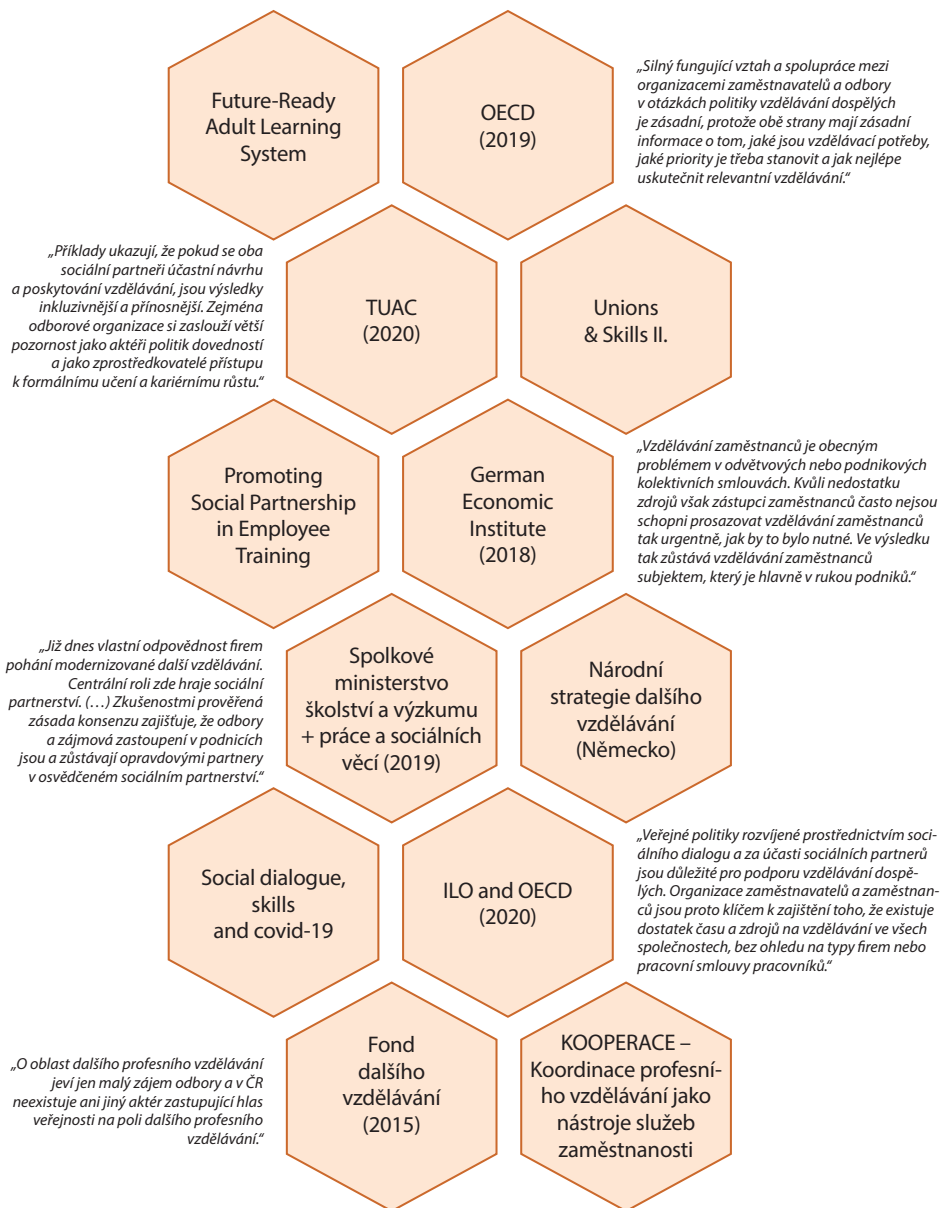 Future-Ready
Adult Learning
System
OECD
(2019)
„Silný fungující vztah a spolupráce mezi
organizacemi zaměstnavatelů a odbory
v otázkách politiky vzdělávání dospělých
je zásadní, protože obě strany mají zásadní
informace o tom, jaké jsou vzdělávací potřeby,
jaké priority je třeba stanovit a jak nejlépe
uskutečnit relevantní vzdělávání.“
„Příklady ukazují, že pokud se oba
sociální partneři účastní návrhu
a poskytování vzdělávání, jsou výsledky
inkluzivnější a přínosnější. Zejména
odborové organizace si zaslouží větší
pozornost jako aktéři politik dovedností
a jako zprostředkovatelé přístupu
k formálnímu učení a kariérnímu růstu.“
TUAC
(2020)
Unions
& Skills II.
Promoting
Social Partnership
in Employee
Training
German
Economic
Institute
(2018)
„Vzdělávání zaměstnanců je obecným
problémem v odvětvových nebo podnikových
kolektivních smlouvách. Kvůli nedostatku
zdrojů však zástupci zaměstnanců často nejsou
schopni prosazovat vzdělávání zaměstnanců
tak urgentně, jak by to bylo nutné. Ve výsledku
tak zůstává vzdělávání zaměstnanců
subjektem, který je hlavně v rukou podniků.“
„Již dnes vlastní odpovědnost firem
pohání modernizované další vzdělávání.
Centrální roli zde hraje sociální
partnerství. (…) Zkušenostmi prověřená
zásada konsenzu zajišťuje, že odbory
a zájmová zastoupení v podnicích
jsou a zůstávají opravdovými partnery
v osvědčeném sociálním partnerství.“
Spolkové
ministerstvo
školství a výzkumu
+ práce a sociálních
věcí (2019)
Národní
strategie dalšího
vzdělávání
(Německo)
Social dialogue,
skills
and covid-19
ILO and OECD
(2020)
„Veřejné politiky rozvíjené prostřednictvím soci-
álního dialogu a za účasti sociálních partnerů
jsou důležité pro podporu vzdělávání dospě-
lých. Organizace zaměstnavatelů a zaměstnan-
ců jsou proto klíčem k zajištění toho, že existuje
dostatek času a zdrojů na vzdělávání ve všech
společnostech, bez ohledu na typy firem nebo
pracovní smlouvy pracovníků.“
„O oblast dalšího profesního vzdělávání
jeví jen malý zájem odbory a v ČR
neexistuje ani jiný aktér zastupující hlas
veřejnosti na poli dalšího profesního
vzdělávání.“
Fond
dalšího
vzdělávání
(2015)
KOOPERACE –
Koordinace profesní-
ho vzdělávání jako
nástroje služeb
zaměstnanosti